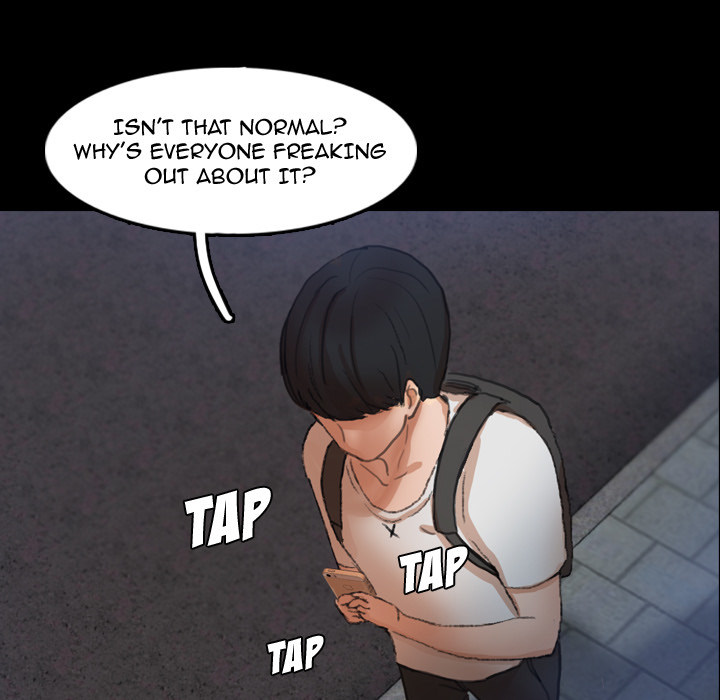 ISN'T THAT NORMAL?
WHY'S EVERYONE FREAKING
OUT ABOUT IT?
TAP
TAP
TAP